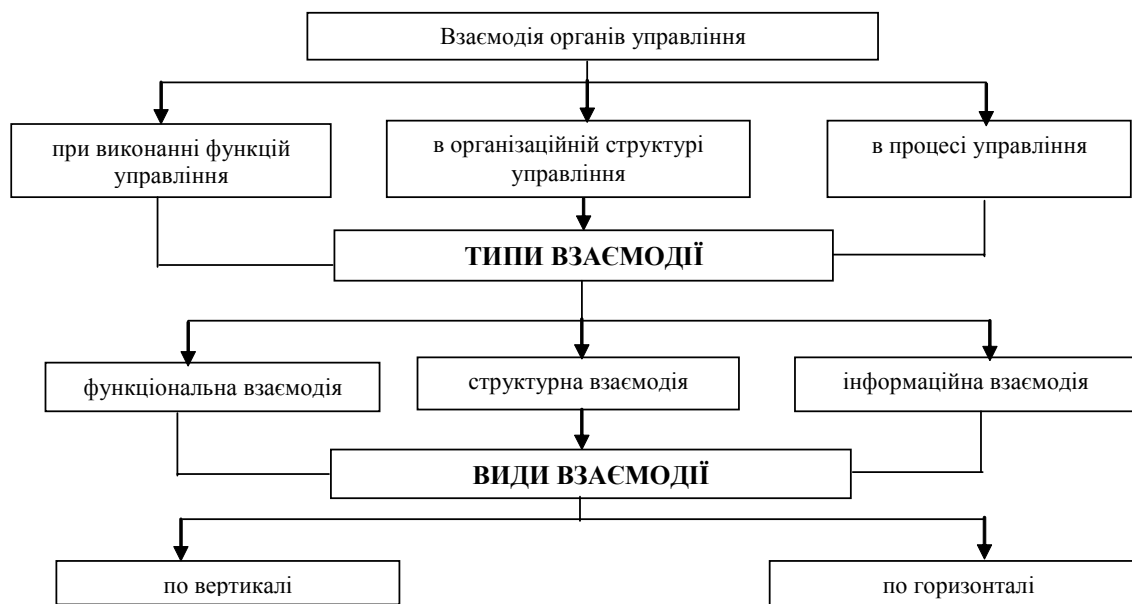 Взаємодія органів управління
при виконанні функцій
управління
в організаційній структурі
управління
в процесі управління
ТИПИ ВЗАЄМОДІЇ
функціональна взаємодія
структурна взаємодія
інформаційна взаємодія
ВИДИ ВЗАЄМОДІЇ
по вертикалі
по горизонталі